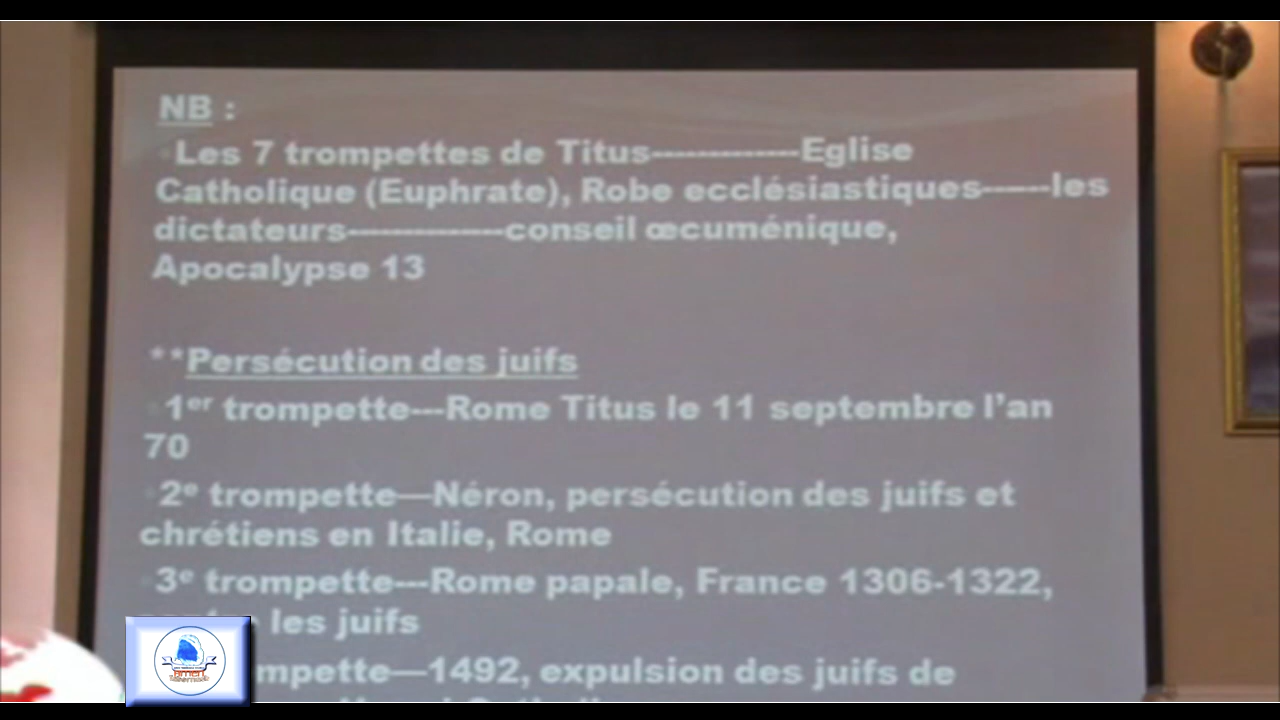 NB :
Les 7 trompettes de Titus-------------Eglise
Catholique (Euphrate), Robe ecclésiastiques------les
dictateurs--------------conseil œcuménique,
Apocalypse 13
**Persécution des juifs
1er trompette---Rome Titus le 11 septembre l'an
70
2e trompette—Néron, persécution des juifs et
chrétiens en Italie, Rome
3e trompette---Rome papale, France 1306-1322,
les juifs
mpette—1492, expulsion des juifs de